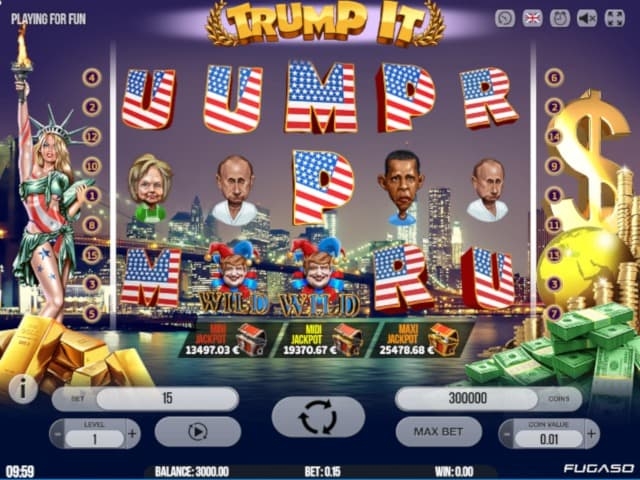 PLAYING FOR FUN
TRUMP IT
U U M P R
P
M WILD WILD R U
4
2
12
10
1
8
15
3
5
6
2
14
9
1
11
13
7
MINI JACKPOT 13497.03 €
MIDI JACKPOT 19370.67 €
MAXI JACKPOT 25478.68 €
i
BET 15
300000 COINS
LEVEL
- 1 +
MAX BET
COIN VALUE
- 0.01 +
09:59
BALANCE: 3000.00
BET: 0.15
WIN: 0.00
FUGASO